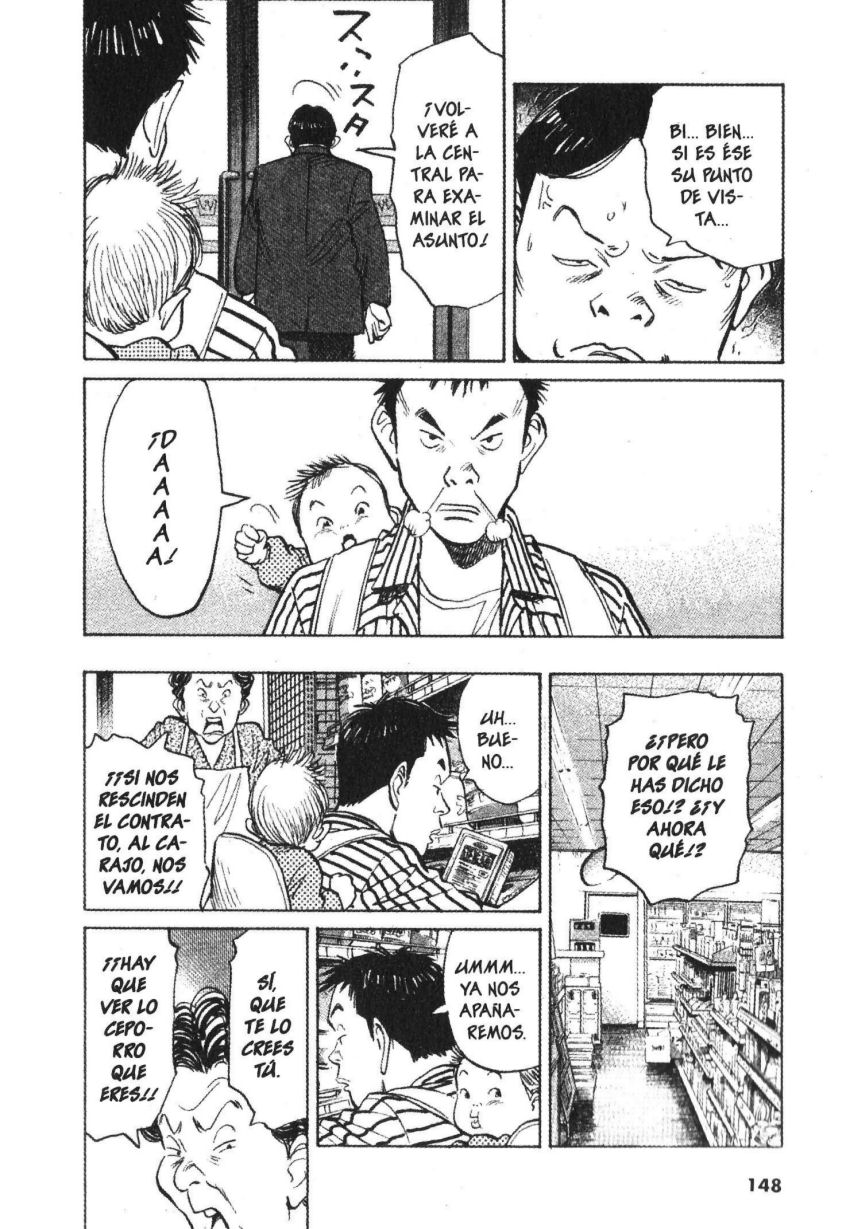 BI... BIEN...
SI ES ÉSE
SU PUNTO
DE VIS-
TA...
¡VOL-
VERÉ A
LA CEN-
TRAL PA-
RA EXA-
MINAR EL
ASUNTO!
スハ°スタ
¡D
A
A
A
A
A!
¿¡PERO
POR QUÉ LE
HAS DICHO
ESO!? ¿¡Y
AHORA
QUÉ!?
UH...
BUE-
NO...
¡¡SI NOS
RESCINDEN
EL CONTRA-
TO, AL CA-
RAJO, NOS
VAMOS!!
UMMM...
YA NOS
APAÑA-
REMOS.
SÍ,
QUE
TE LO
CREES
TÚ.
¡¡HAY
QUE
VER LO
CEPO-
RRO
QUE
ERES!!
148